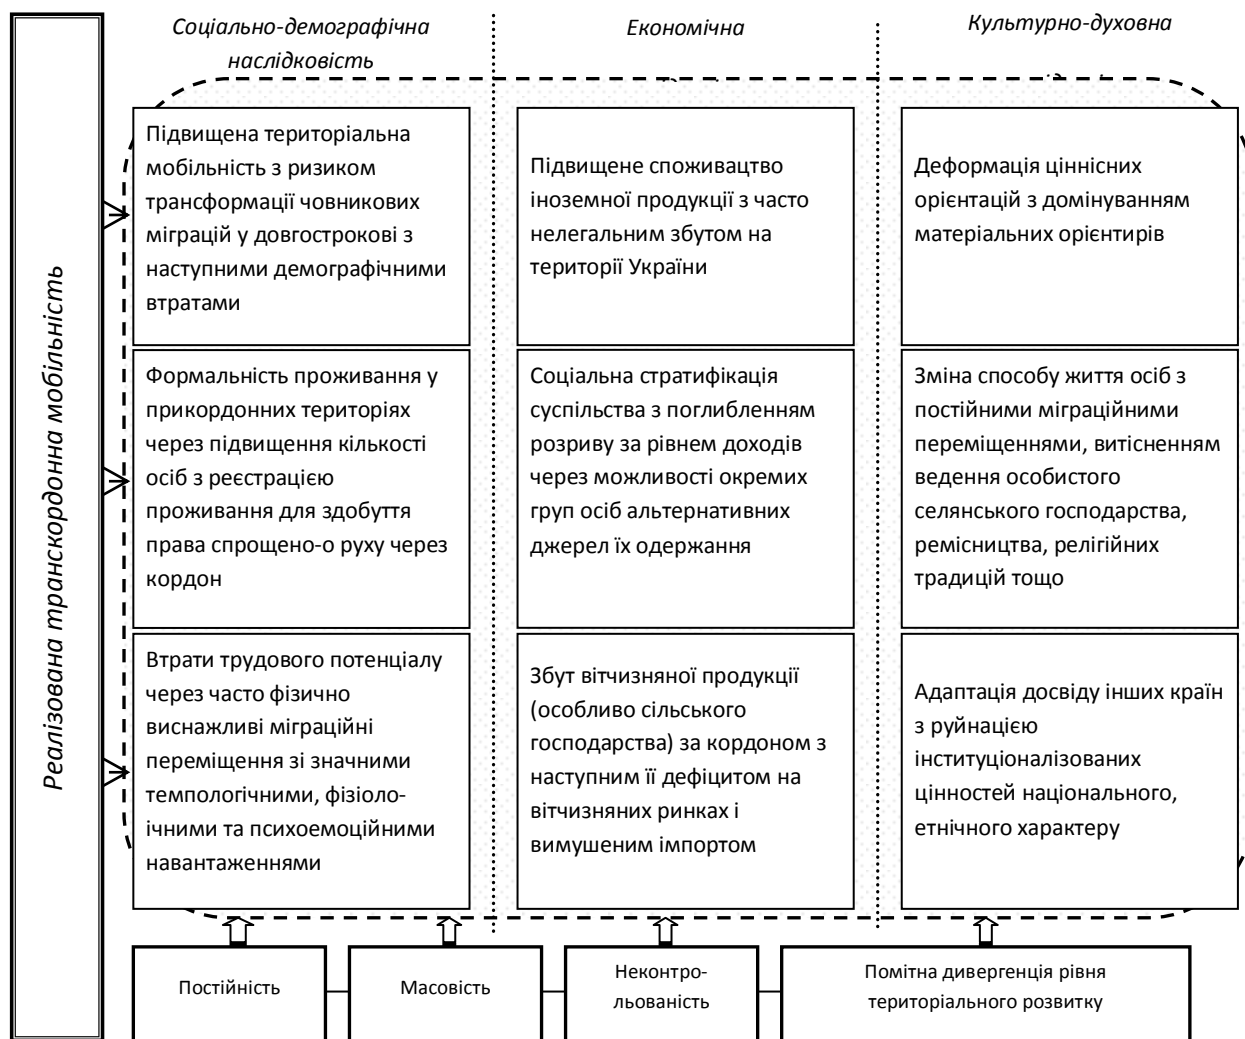 Реалізована транскордонна мобільність
Соціально-демографічна
наслідковість
Економічна
Культурно-духовна
Підвищена територіальна
мобільність з ризиком
трансформації човникових
міграцій у довгострокові з
наступними демографічними
втратами
Підвищене споживацтво
іноземної продукції з часто
нелегальним збутом на
території України
Деформація ціннісних
орієнтацій з домінуванням
матеріальних орієнтирів
Формальність проживання у
прикордонних територіях
через підвищення кількості
осіб з реєстрацією
проживання для здобуття
права спрощено-о руху через
кордон
Соціальна стратифікація
суспільства з поглибленням
розриву за рівнем доходів
через можливості окремих
груп осіб альтернативних
джерел їх одержання
Зміна способу життя осіб з
постійними міграційними
переміщеннями, витісненням
ведення особистого
селянського господарства,
ремісництва, релігійних
традицій тощо
Втрати трудового потенціалу
через часто фізично
виснажливі міграційні
переміщення зі значними
темпологічними, фізіоло-
ічними та психоемоційними
навантаженнями
Збут вітчизняної продукції
(особливо сільського
господарства) за кордоном з
наступним її дефіцитом на
вітчизняних ринках і
вимушеним імпортом
Адаптація досвіду інших країн
з руйнацією
інституціоналізованих
цінностей національного,
етнічного характеру
Постійність
Масовість
Неконтро-
льованість
Помітна дивергенція рівня
територіального розвитку